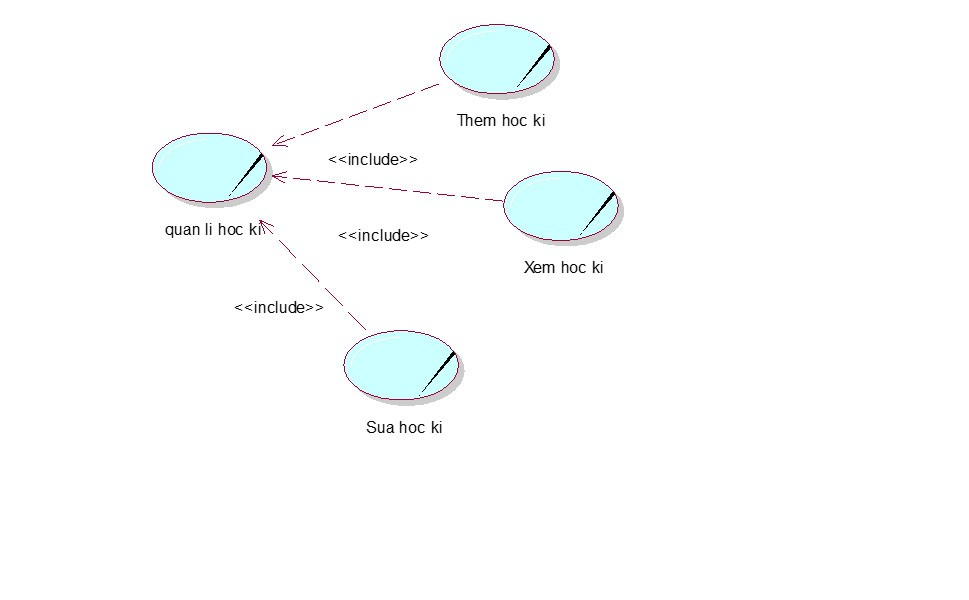 Them hoc ki
<<include>>
quan li hoc ki
<<include>>
Xem hoc ki
<<include>>
Sua hoc ki